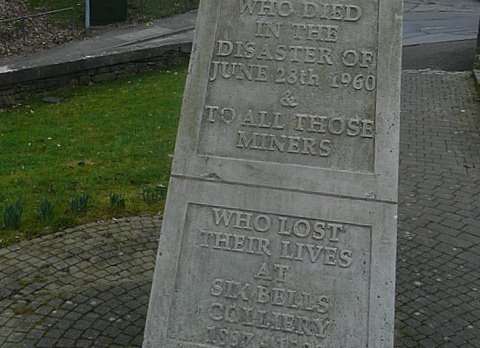 WHO DIED
IN THE
DISASTER OF
JUNE 28th 1960
&
TO ALL THOSE
MINERS
WHO LOST
THEIR LIVES
AT
SIX BELLS
COLLIERY